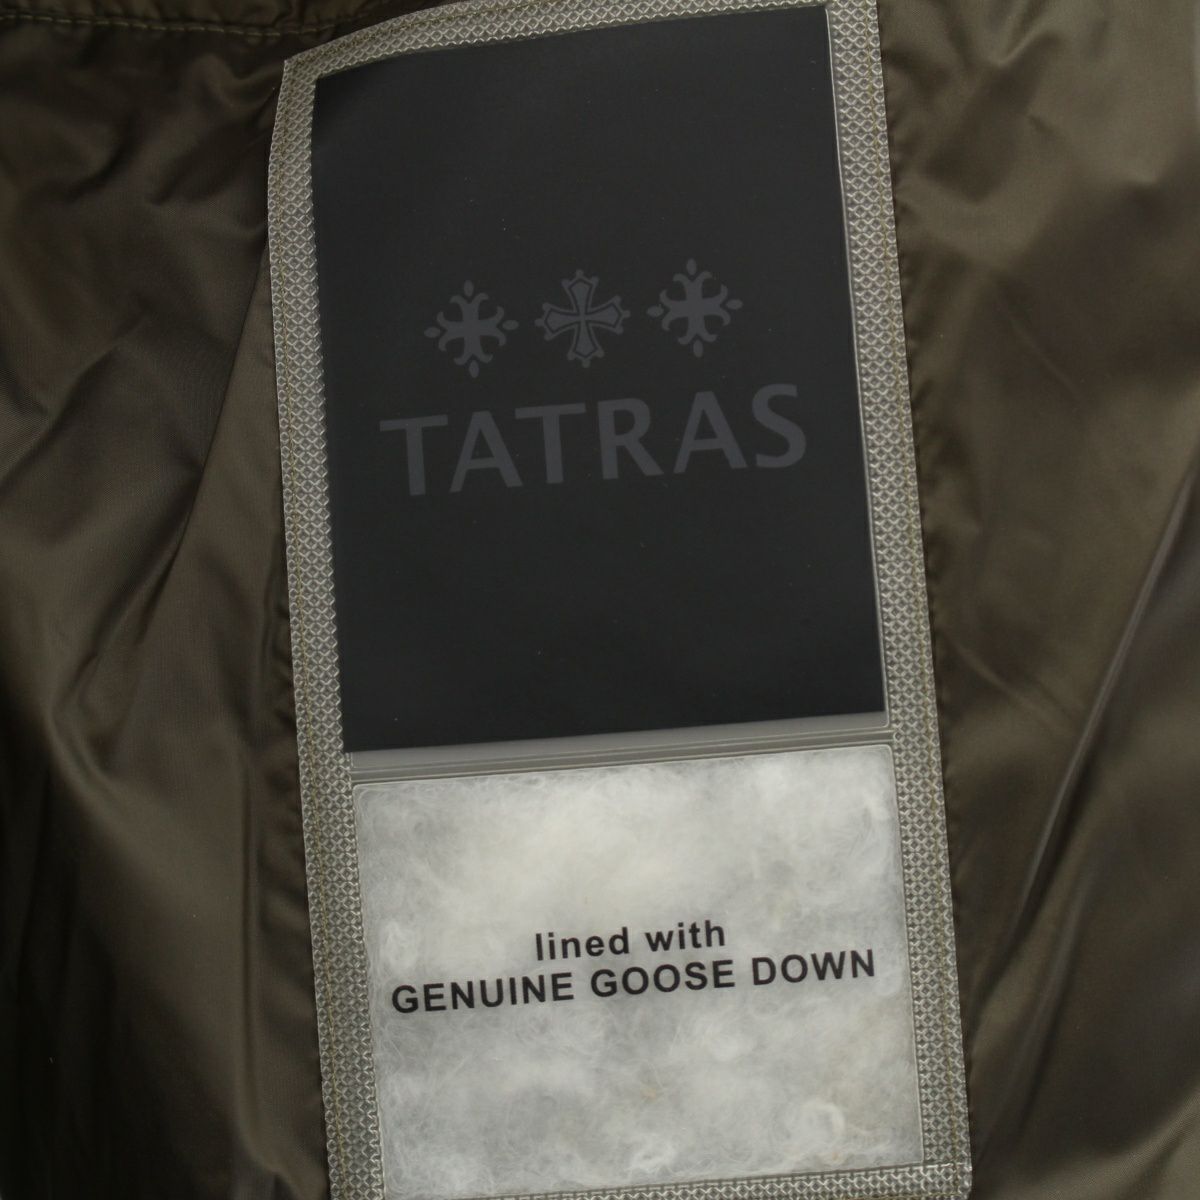 TATRAS
lined with
GENUINE GOOSE DOWN